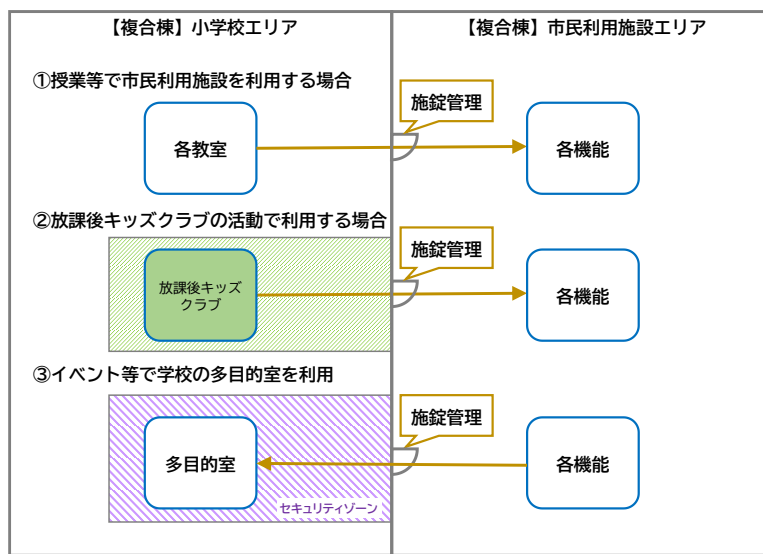 【複合棟】小学校エリア
【複合棟】市民利用施設エリア
①授業等で市民利用施設を利用する場合
施錠管理
各教室
各機能
②放課後キッズクラブの活動で利用する場合
施錠管理
放課後キッズ
クラブ
各機能
③イベント等で学校の多目的室を利用
施錠管理
多目的室
各機能
セキュリティゾーン